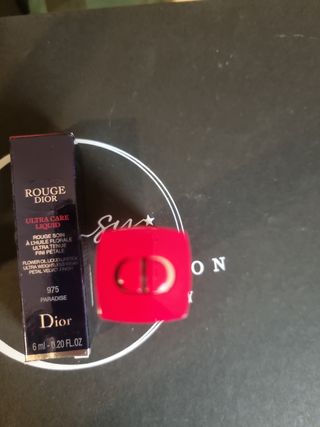 ROUGE
DIOR
ULTRA CARE
LIQUID
ROUGE SOIN
À L'HUILE FLORALE
ULTRA TENUE
FINI PÉTALE
FLOWER OIL LIQUID LIPSTICK
ULTRA WEIGHTLESS WEAR
PETAL VELVET FINISH
975
PARADISE
Dior
6 ml - 0.20 FL.OZ
CD
ON